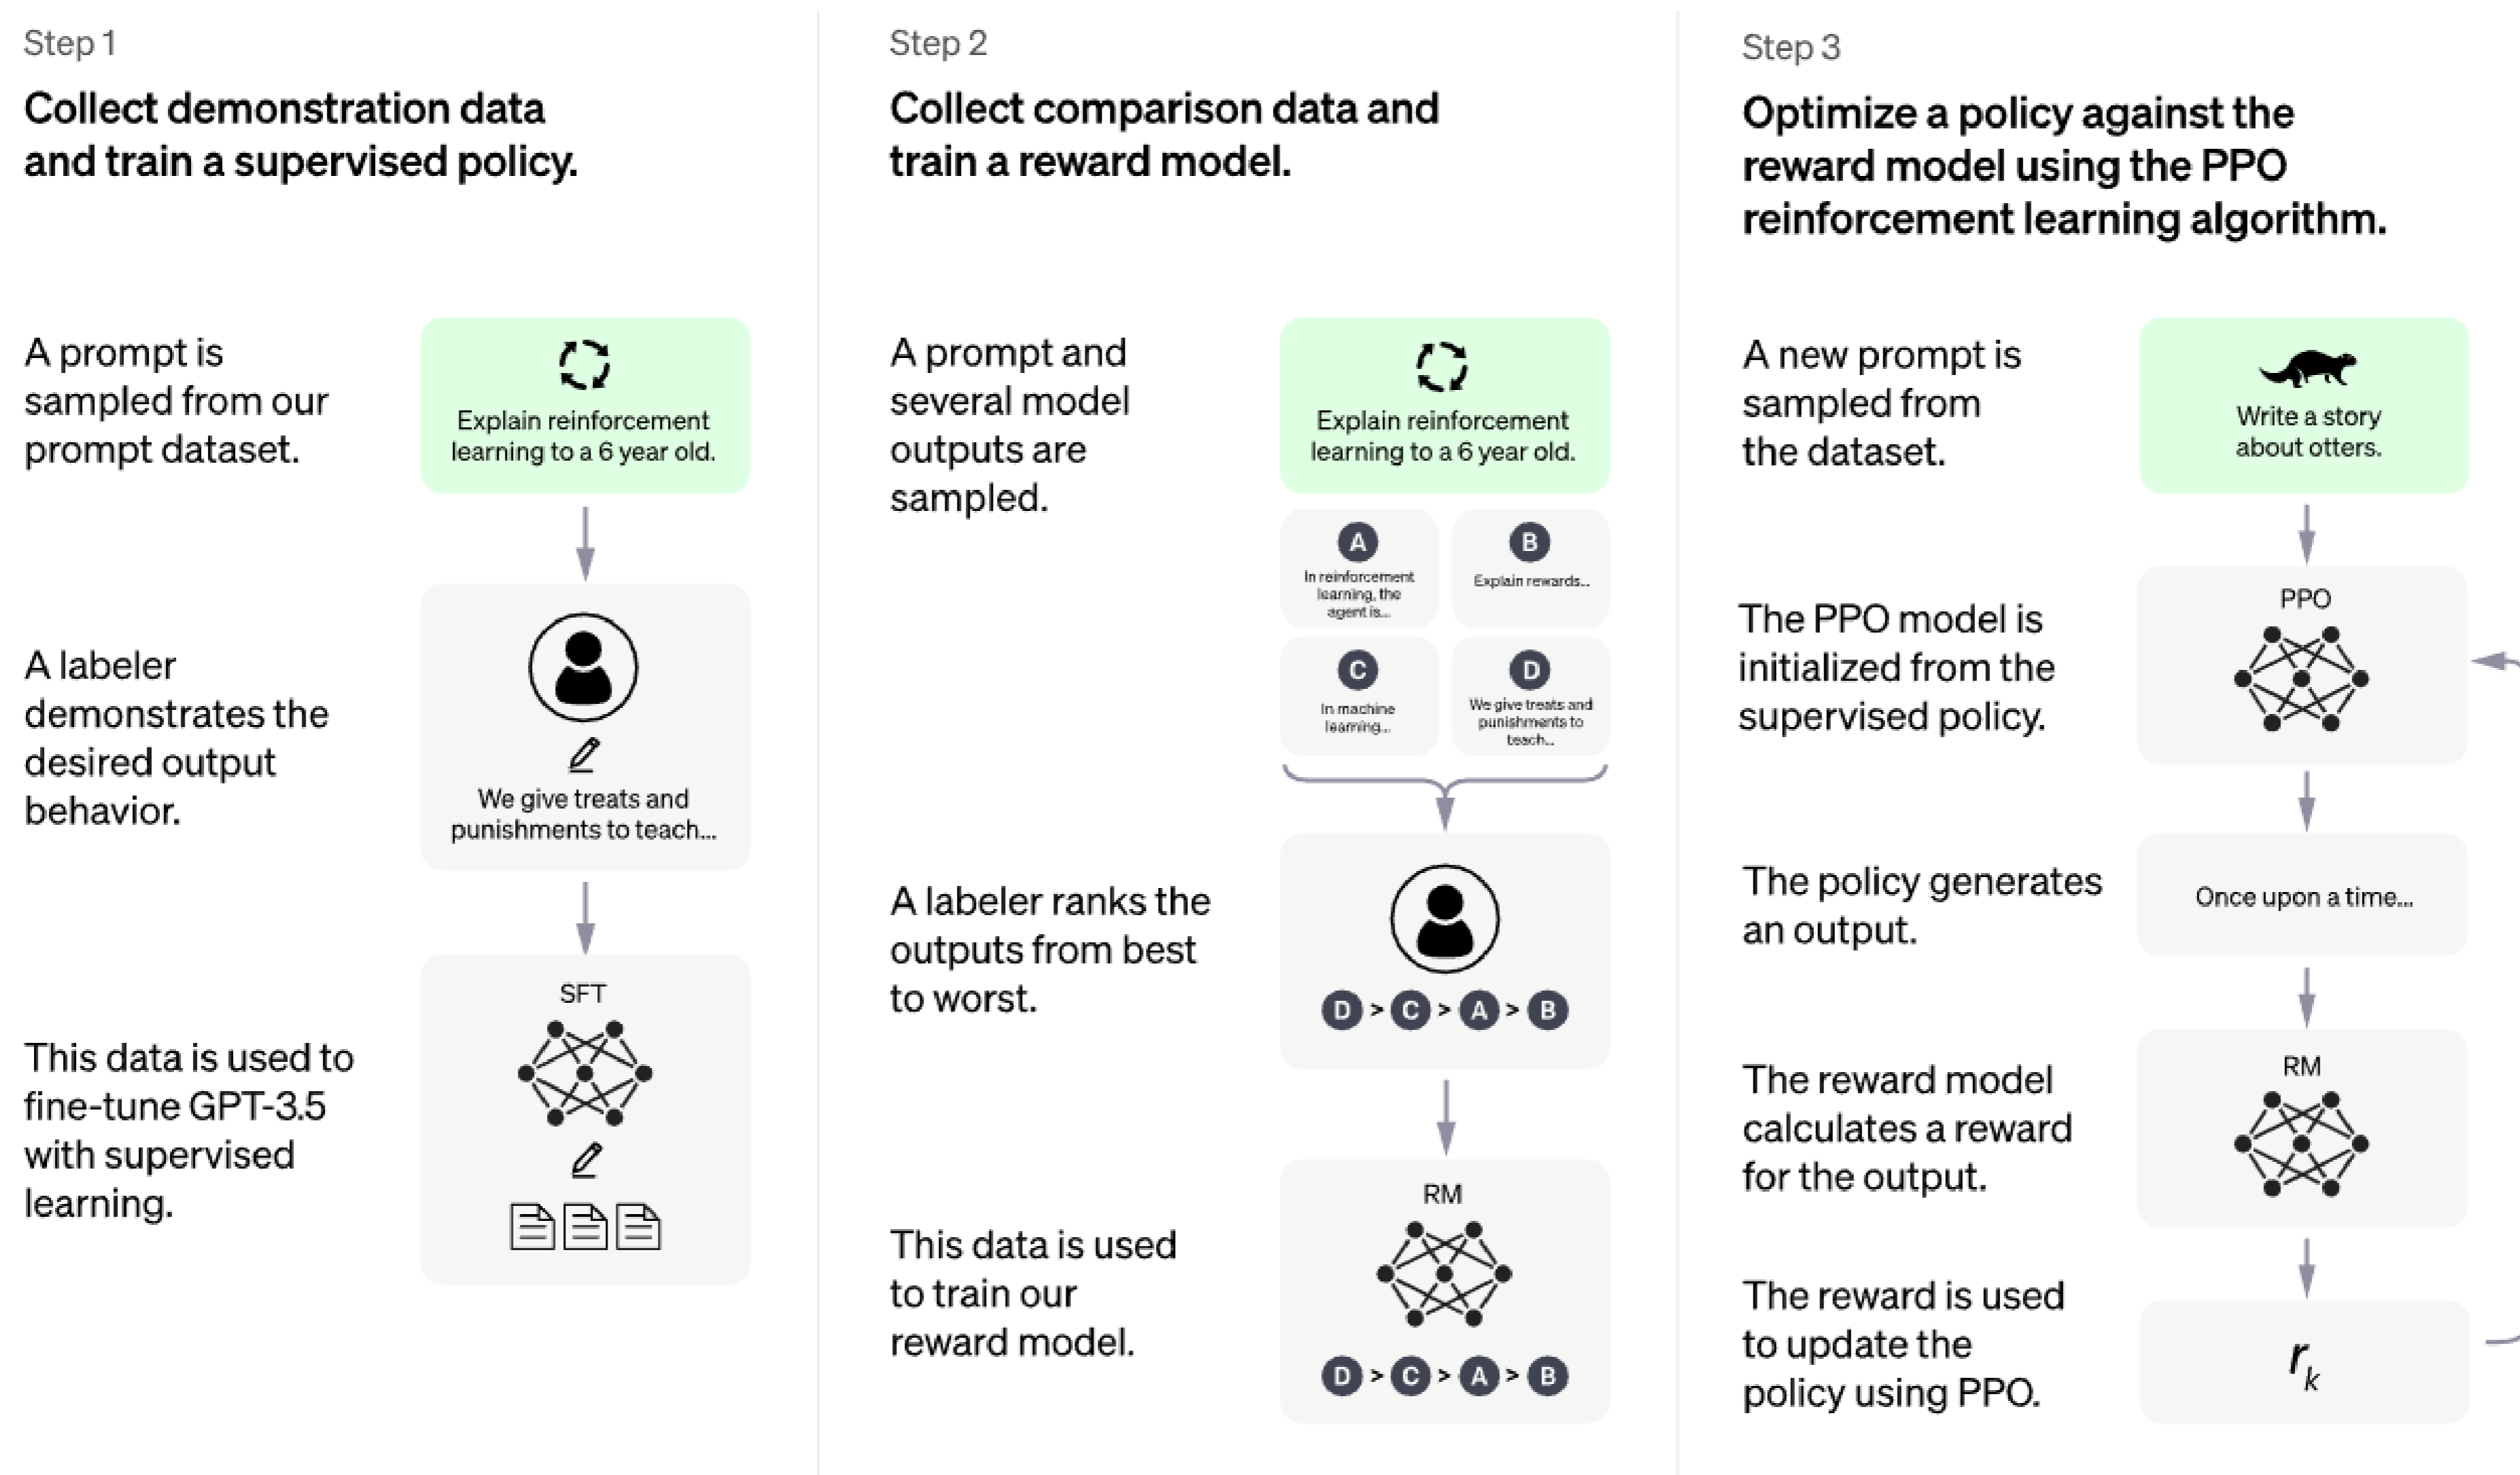 Step 1
Collect demonstration data
and train a supervised policy.
A prompt is
sampled from our
prompt dataset.
Explain reinforcement
learning to a 6 year old.
A labeler
demonstrates the
desired output
behavior.
We give treats and
punishments to teach...
This data is used to
fine-tune GPT-3.5
with supervised
learning.
SFT
Step 2
Collect comparison data and
train a reward model.
A prompt and
several model
outputs are
sampled.
Explain reinforcement
learning to a 6 year old.
A
In reinforcement
learning, the
agent is...
B
Explain rewards...
C
In machine
learning...
D
We give treats and
punishments to
teach...
A labeler ranks the
outputs from best
to worst.
D > C > A > B
This data is used
to train our
reward model.
RM
D > C > A > B
Step 3
Optimize a policy against the
reward model using the PPO
reinforcement learning algorithm.
A new prompt is
sampled from
the dataset.
Write a story
about otters.
The PPO model is
initialized from the
supervised policy.
PPO
The policy generates
an output.
Once upon a time...
The reward model
calculates a reward
for the output.
RM
The reward is used
to update the
policy using PPO.
r_k